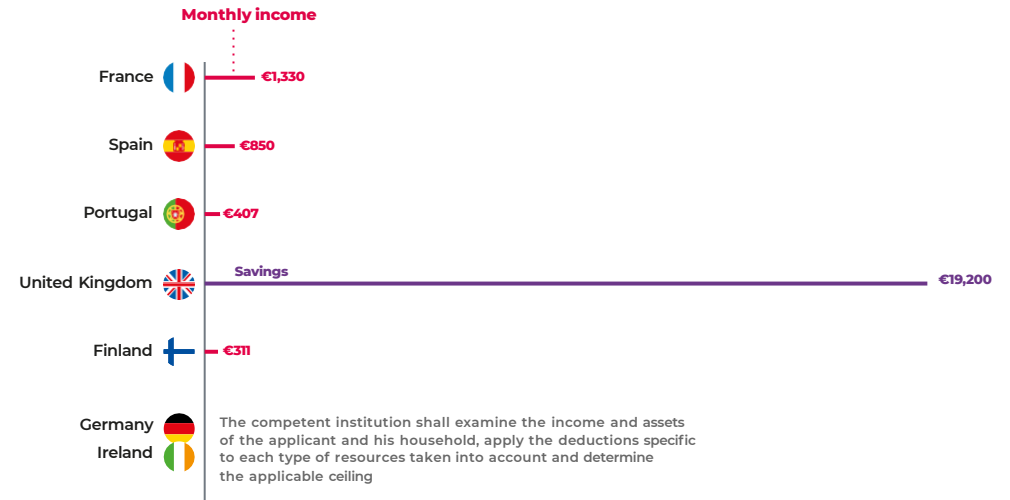 Monthly income
France €1,330
Spain €850
Portugal €407
Savings
United Kingdom €19,200
Finland €311
Germany
Ireland
The competent institution shall examine the income and assets
of the applicant and his household, apply the deductions specific
to each type of resources taken into account and determine
the applicable ceiling